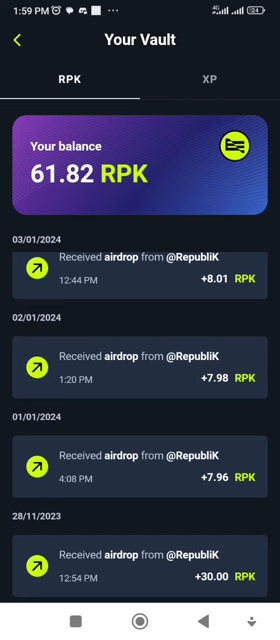 1:59 PM 4G 24
Your Vault
RPK XP
Your balance
61.82 RPK
03/01/2024
Received airdrop from @RepubliK
12:44 PM +8.01 RPK
02/01/2024
Received airdrop from @RepubliK
1:20 PM +7.98 RPK
01/01/2024
Received airdrop from @RepubliK
4:08 PM +7.96 RPK
28/11/2023
Received airdrop from @RepubliK
12:54 PM +30.00 RPK